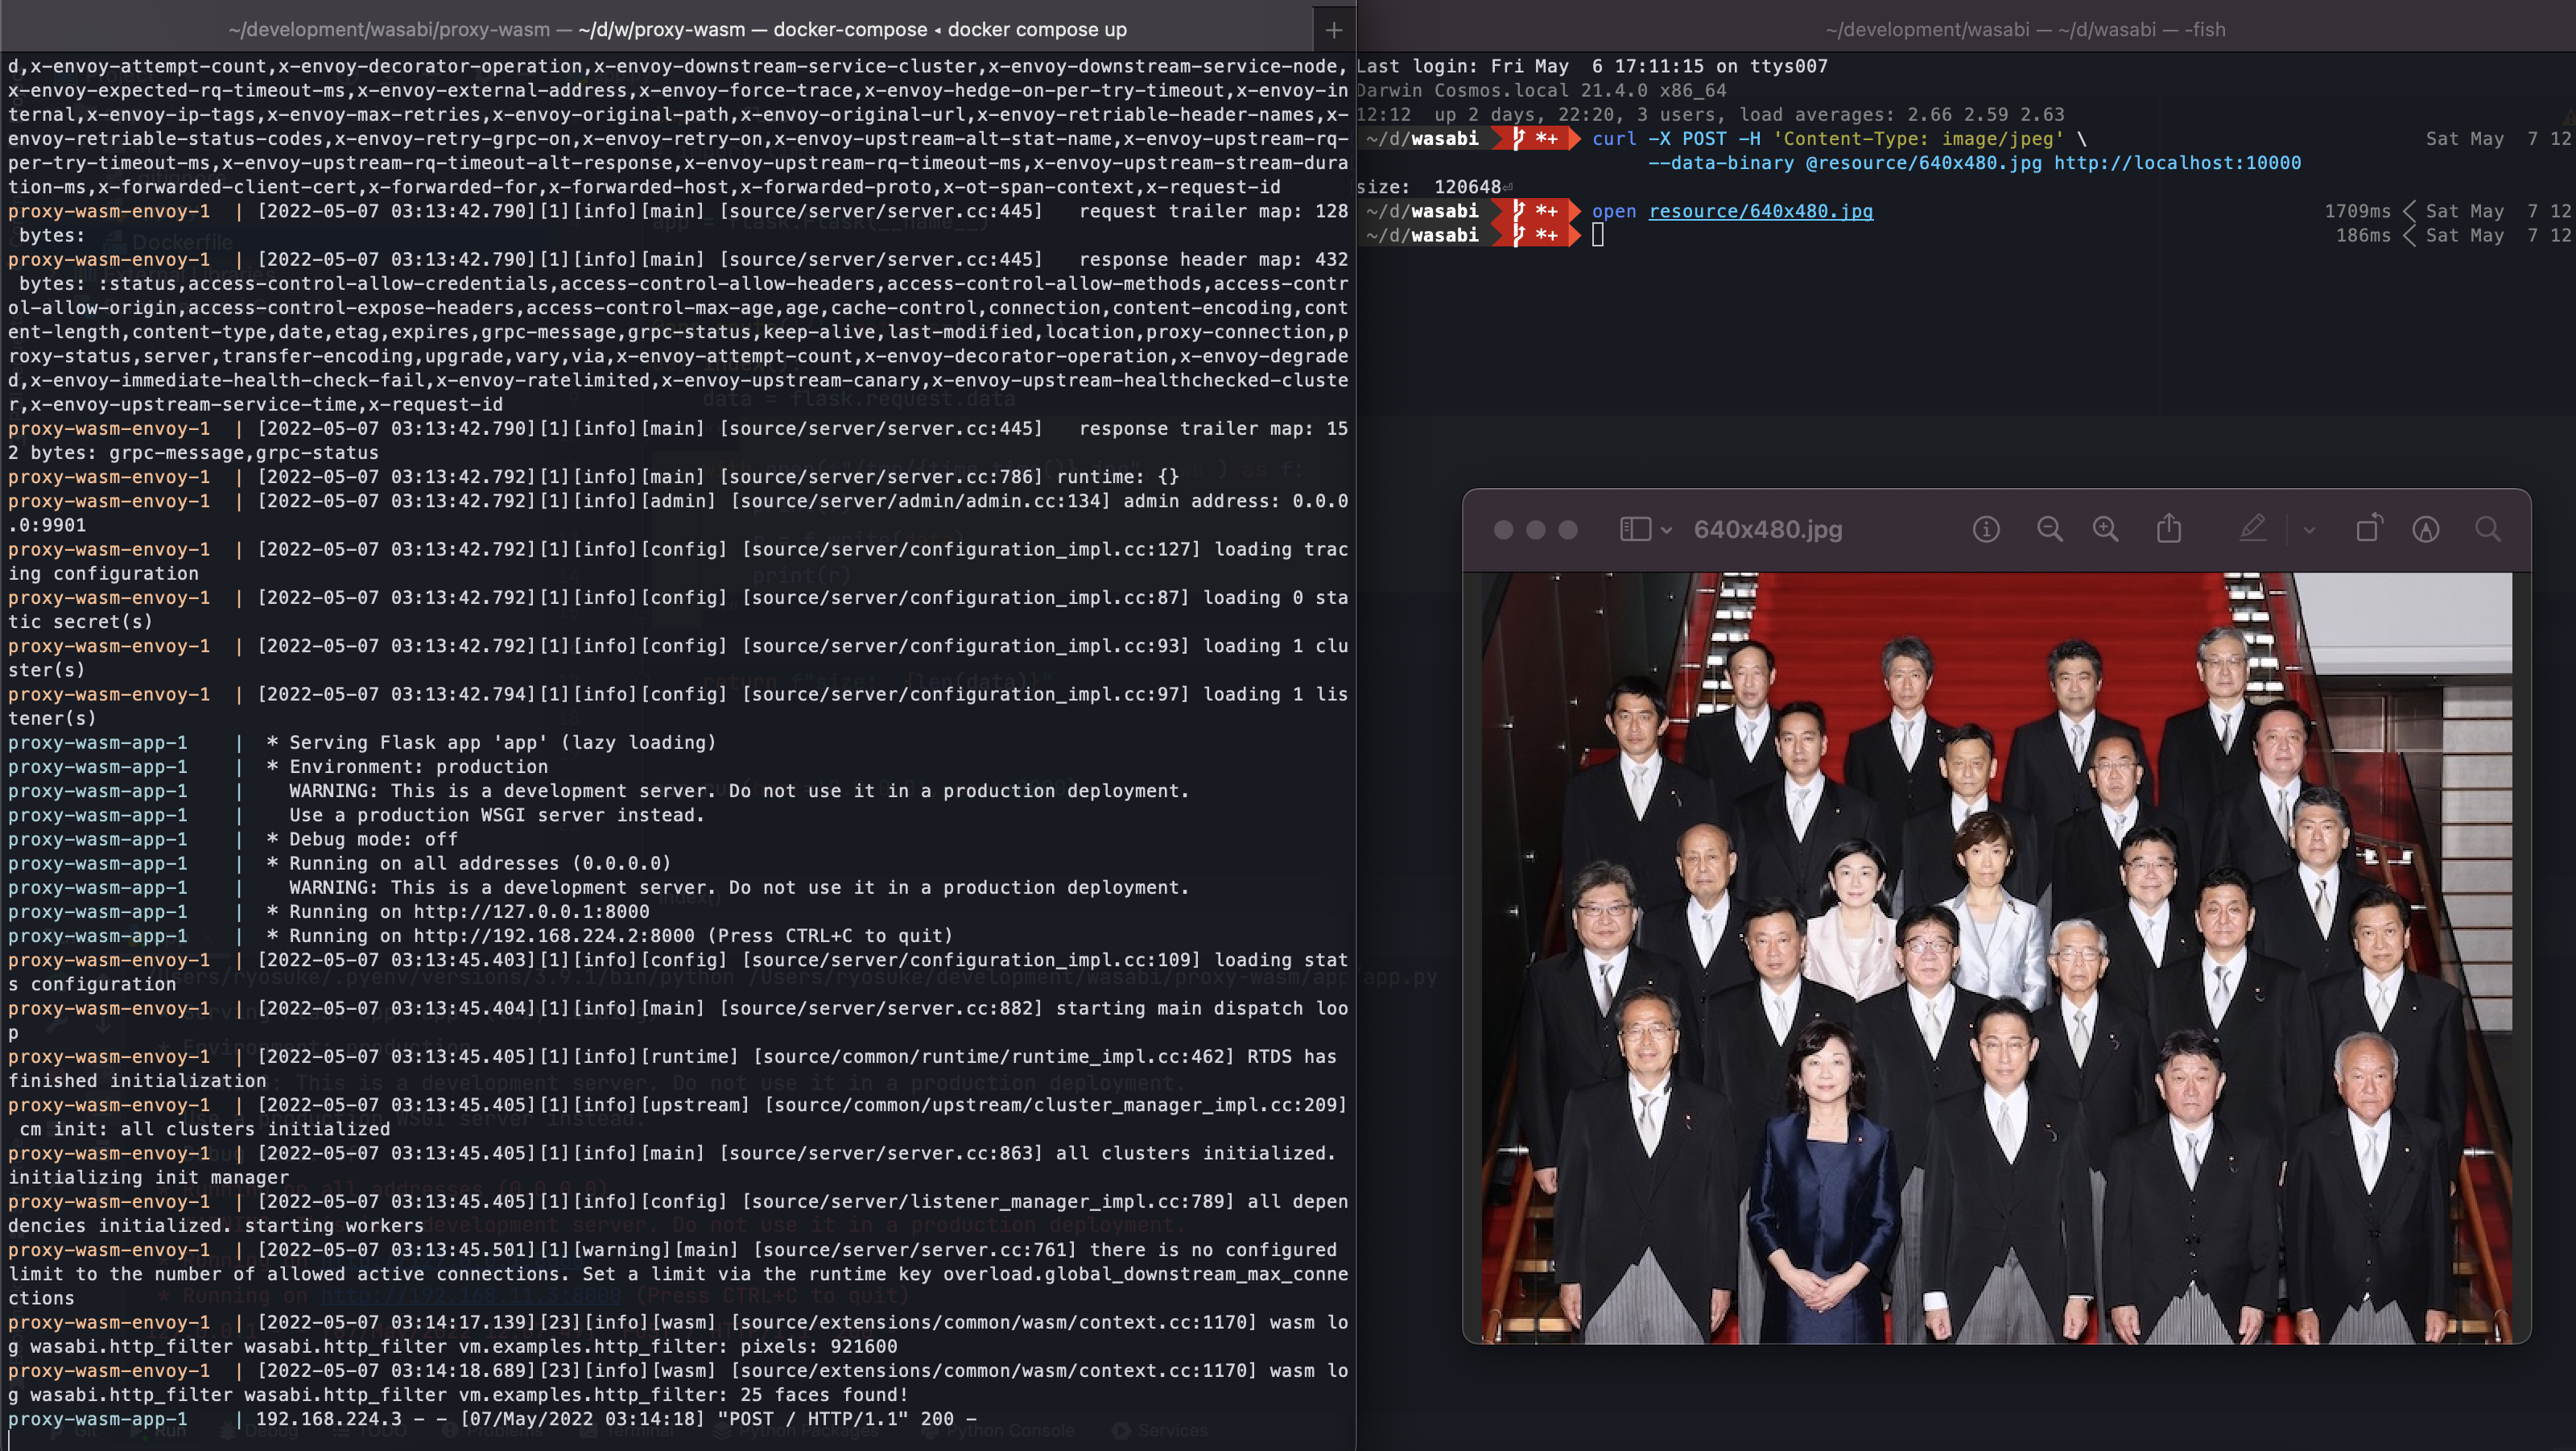 ~/development/wasabi/proxy-wasm — ~/d/w/proxy-wasm — docker-compose ◂ docker compose up
d,x-envoy-attempt-count,x-envoy-decorator-operation,x-envoy-downstream-service-cluster,x-envoy-downstream-service-node,
x-envoy-expected-rq-timeout-ms,x-envoy-external-address,x-envoy-force-trace,x-envoy-hedge-on-per-try-timeout,x-envoy-in
ternal,x-envoy-ip-tags,x-envoy-max-retries,x-envoy-original-path,x-envoy-original-url,x-envoy-retriable-header-names,x-
envoy-retriable-status-codes,x-envoy-retry-grpc-on,x-envoy-retry-on,x-envoy-upstream-alt-stat-name,x-envoy-upstream-rq-
per-try-timeout-ms,x-envoy-upstream-rq-timeout-alt-response,x-envoy-upstream-rq-timeout-ms,x-envoy-upstream-stream-dura
tion-ms,x-forwarded-client-cert,x-forwarded-for,x-forwarded-host,x-forwarded-proto,x-ot-span-context,x-request-id
proxy-wasm-envoy-1  | [2022-05-07 03:13:42.790][1][info][main] [source/server/server.cc:445]   request trailer map: 128
 bytes:
proxy-wasm-envoy-1  | [2022-05-07 03:13:42.790][1][info][main] [source/server/server.cc:445]   response header map: 432
 bytes: :status,access-control-allow-credentials,access-control-allow-headers,access-control-allow-methods,access-contr
ol-allow-origin,access-control-expose-headers,access-control-max-age,age,cache-control,connection,content-encoding,cont
ent-length,content-type,date,etag,expires,grpc-message,grpc-status,keep-alive,last-modified,location,proxy-connection,p
roxy-status,server,transfer-encoding,upgrade,vary,via,x-envoy-attempt-count,x-envoy-decorator-operation,x-envoy-degrade
d,x-envoy-immediate-health-check-fail,x-envoy-ratelimited,x-envoy-upstream-canary,x-envoy-upstream-healthchecked-cluste
r,x-envoy-upstream-service-time,x-request-id
proxy-wasm-envoy-1  | [2022-05-07 03:13:42.790][1][info][main] [source/server/server.cc:445]   response trailer map: 15
2 bytes: grpc-message,grpc-status
proxy-wasm-envoy-1  | [2022-05-07 03:13:42.792][1][info][main] [source/server/server.cc:786] runtime: {}
proxy-wasm-envoy-1  | [2022-05-07 03:13:42.792][1][info][admin] [source/server/admin/admin.cc:134] admin address: 0.0.0
.0:9901
proxy-wasm-envoy-1  | [2022-05-07 03:13:42.792][1][info][config] [source/server/configuration_impl.cc:127] loading trac
ing configuration
proxy-wasm-envoy-1  | [2022-05-07 03:13:42.792][1][info][config] [source/server/configuration_impl.cc:87] loading 0 sta
tic secret(s)
proxy-wasm-envoy-1  | [2022-05-07 03:13:42.792][1][info][config] [source/server/configuration_impl.cc:93] loading 1 clu
ster(s)
proxy-wasm-envoy-1  | [2022-05-07 03:13:42.794][1][info][config] [source/server/configuration_impl.cc:97] loading 1 lis
tener(s)
proxy-wasm-app-1    |  * Serving Flask app 'app' (lazy loading)
proxy-wasm-app-1    |  * Environment: production
proxy-wasm-app-1    |    WARNING: This is a development server. Do not use it in a production deployment.
proxy-wasm-app-1    |    Use a production WSGI server instead.
proxy-wasm-app-1    |  * Debug mode: off
proxy-wasm-app-1    |  * Running on all addresses (0.0.0.0)
proxy-wasm-app-1    |    WARNING: This is a development server. Do not use it in a production deployment.
proxy-wasm-app-1    |  * Running on http://127.0.0.1:8000
proxy-wasm-app-1    |  * Running on http://192.168.224.2:8000 (Press CTRL+C to quit)
proxy-wasm-envoy-1  | [2022-05-07 03:13:45.403][1][info][config] [source/server/configuration_impl.cc:109] loading stat
s configuration
proxy-wasm-envoy-1  | [2022-05-07 03:13:45.404][1][info][main] [source/server/server.cc:882] starting main dispatch loo
p
proxy-wasm-envoy-1  | [2022-05-07 03:13:45.405][1][info][runtime] [source/common/runtime/runtime_impl.cc:462] RTDS has
finished initialization
proxy-wasm-envoy-1  | [2022-05-07 03:13:45.405][1][info][upstream] [source/common/upstream/cluster_manager_impl.cc:209]
 cm init: all clusters initialized
proxy-wasm-envoy-1  | [2022-05-07 03:13:45.405][1][info][main] [source/server/server.cc:863] all clusters initialized.
initializing init manager
proxy-wasm-envoy-1  | [2022-05-07 03:13:45.405][1][info][config] [source/server/listener_manager_impl.cc:789] all depen
dencies initialized. starting workers
proxy-wasm-envoy-1  | [2022-05-07 03:13:45.501][1][warning][main] [source/server/server.cc:761] there is no configured
limit to the number of allowed active connections. Set a limit via the runtime key overload.global_downstream_max_conne
ctions
proxy-wasm-envoy-1  | [2022-05-07 03:14:17.139][23][info][wasm] [source/extensions/common/wasm/context.cc:1170] wasm lo
g wasabi.http_filter wasabi.http_filter vm.examples.http_filter: pixels: 921600
proxy-wasm-envoy-1  | [2022-05-07 03:14:18.689][23][info][wasm] [source/extensions/common/wasm/context.cc:1170] wasm lo
g wasabi.http_filter wasabi.http_filter vm.examples.http_filter: 25 faces found!
proxy-wasm-app-1    | 192.168.224.3 - - [07/May/2022 03:14:18] "POST / HTTP/1.1" 200 -
~/development/wasabi — ~/d/wasabi — -fish
Last login: Fri May  6 17:11:15 on ttys007
Darwin Cosmos.local 21.4.0 x86_64
12:12  up 2 days, 22:20, 3 users, load averages: 2.66 2.59 2.63
~/d/wasabi *+ curl -X POST -H 'Content-Type: image/jpeg' \ Sat May  7 12
--data-binary @resource/640x480.jpg http://localhost:10000
size:  120648⏎
~/d/wasabi *+ open resource/640x480.jpg 1709ms Sat May  7 12
~/d/wasabi *+ 186ms Sat May  7 12
640x480.jpg